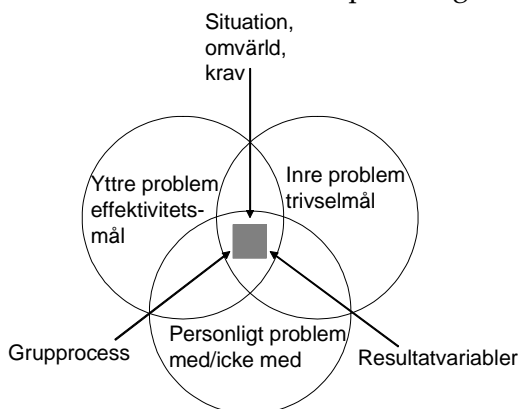 Situation,
omvärld,
krav
Yttre problem
effektivitets-
mål
Inre problem
trivselmål
Personligt problem
med/icke med
Grupprocess
Resultatvariabler